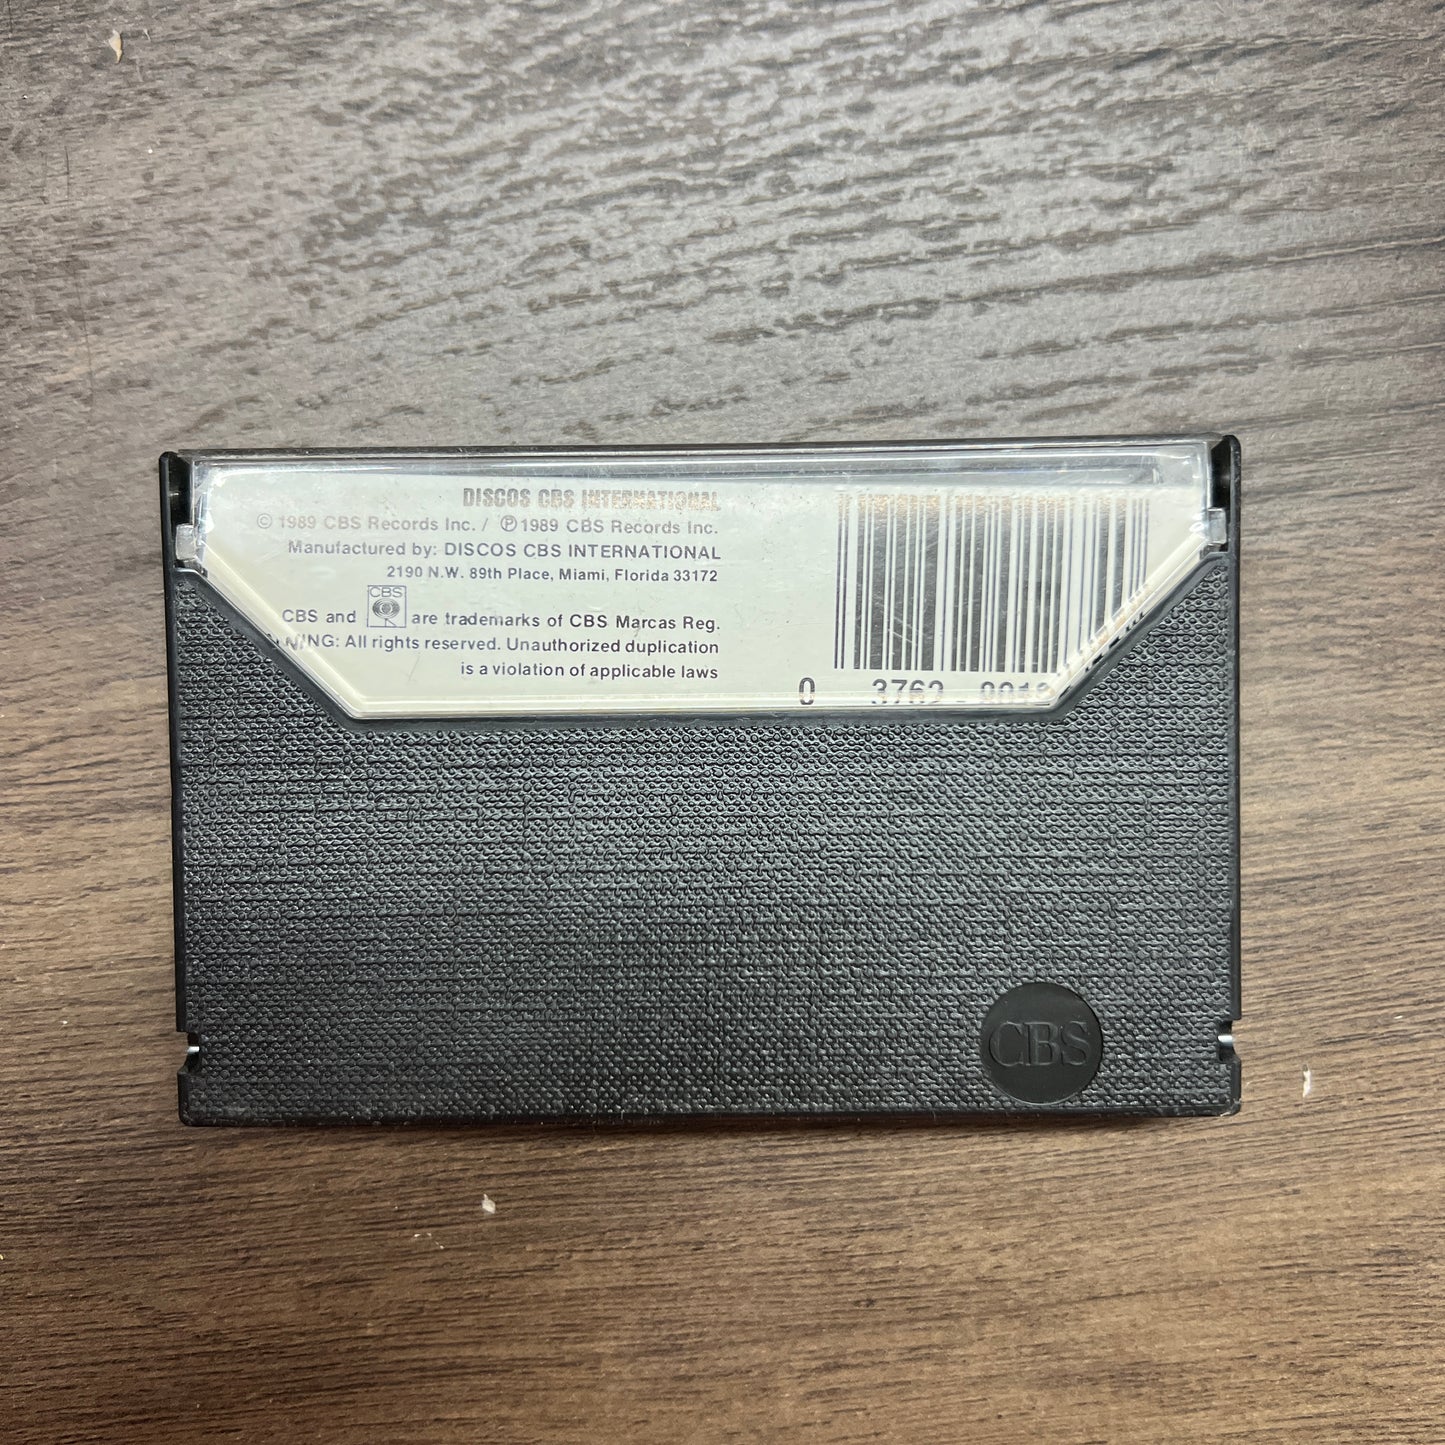 DISCOS CBS INTERNATIONAL
© 1989 CBS Records Inc. / ℗ 1989 CBS Records Inc.
Manufactured by: DISCOS CBS INTERNATIONAL
2190 N.W. 89th Place, Miami, Florida 33172
CBS
CBS and are trademarks of CBS Marcas Reg.
All rights reserved. Unauthorized duplication
is a violation of applicable laws
0 3762
CBS